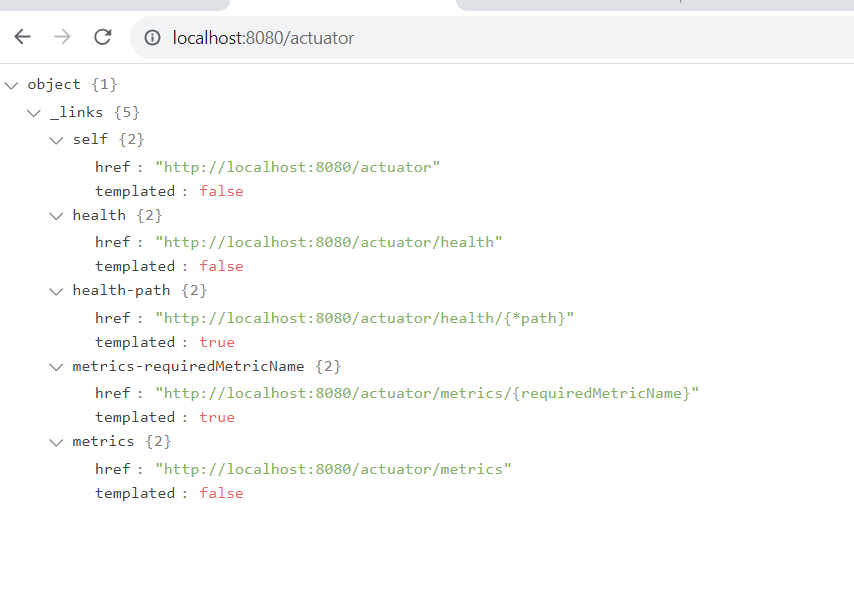 localhost:8080/actuator
object {1}
_links {5}
self {2}
href : "http://localhost:8080/actuator"
templated : false
health {2}
href : "http://localhost:8080/actuator/health"
templated : false
health-path {2}
href : "http://localhost:8080/actuator/health/{*path}"
templated : true
metrics-requiredMetricName {2}
href : "http://localhost:8080/actuator/metrics/{requiredMetricName}"
templated : true
metrics {2}
href : "http://localhost:8080/actuator/metrics"
templated : false